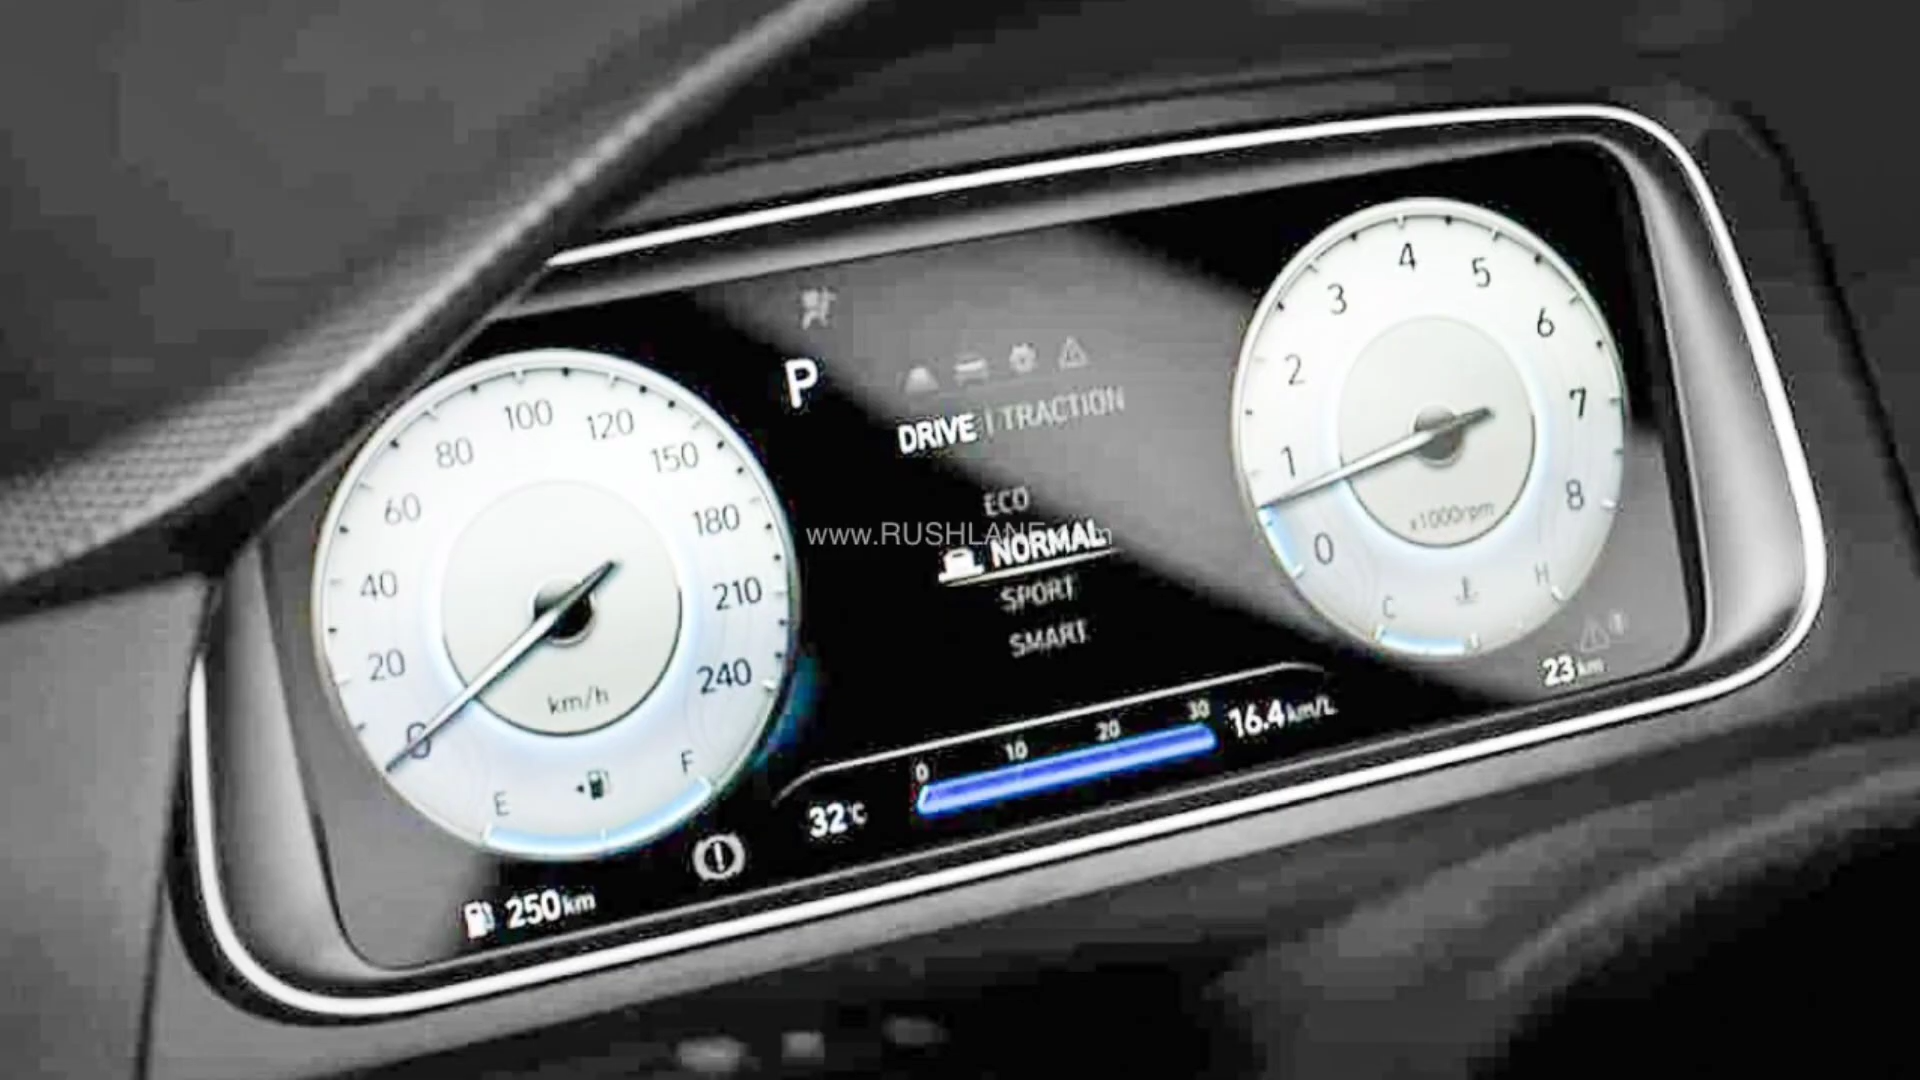 P
DRIVE | TRACTION
ECO
NORMAL
SPORT
SMART
0
20
40
60
80
100
120
150
180
210
240
km/h
E
F
0
1
2
3
4
5
6
7
8
x1000rpm
C
H
www.RUSHLANE
0 10 20 30
16.4km/L
32°C
250km
23km